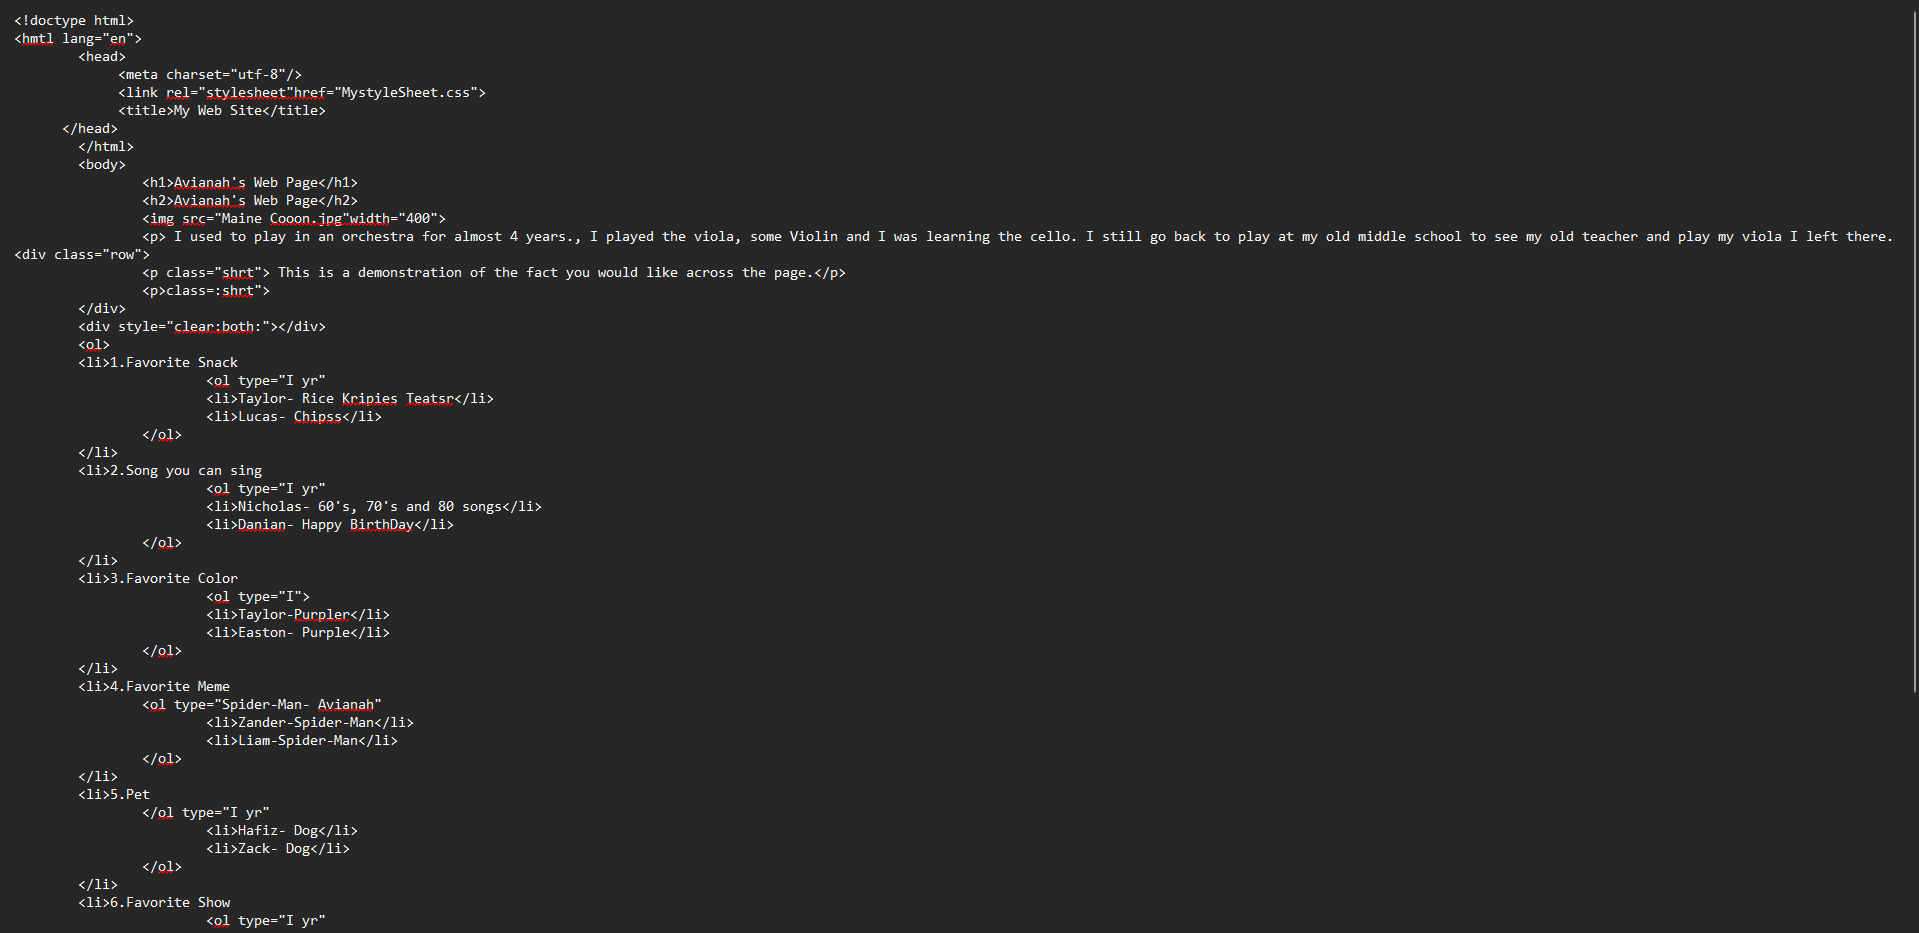 <!doctype html>
<hmtl lang="en">
<head>
<meta charset="utf-8"/>
<link rel="stylesheet"href="MystyleSheet.css">
<title>My Web Site</title>
</head>
</html>
<body>
<h1>Avianah's Web Page</h1>
<h2>Avianah's Web Page</h2>
<img src="Maine Cooon.jpg"width="400">
<p> I used to play in an orchestra for almost 4 years., I played the viola, some Violin and I was learning the cello. I still go back to play at my old middle school to see my old teacher and play my viola I left there.
<div class="row">
<p class="shrt"> This is a demonstration of the fact you would like across the page.</p>
<p>class=:shrt">
</div>
<div style="clear:both:"></div>
<ol>
<li>1.Favorite Snack
<ol type="I yr"
<li>Taylor- Rice Kripies Teatsr</li>
<li>Lucas- Chipss</li>
</ol>
</li>
<li>2.Song you can sing
<ol type="I yr"
<li>Nicholas- 60's, 70's and 80 songs</li>
<li>Danian- Happy BirthDay</li>
</ol>
</li>
<li>3.Favorite Color
<ol type="I">
<li>Taylor-Purpler</li>
<li>Easton- Purple</li>
</ol>
</li>
<li>4.Favorite Meme
<ol type="Spider-Man- Avianah"
<li>Zander-Spider-Man</li>
<li>Liam-Spider-Man</li>
</ol>
</li>
<li>5.Pet
</ol type="I yr"
<li>Hafiz- Dog</li>
<li>Zack- Dog</li>
</ol>
</li>
<li>6.Favorite Show
<ol type="I yr"